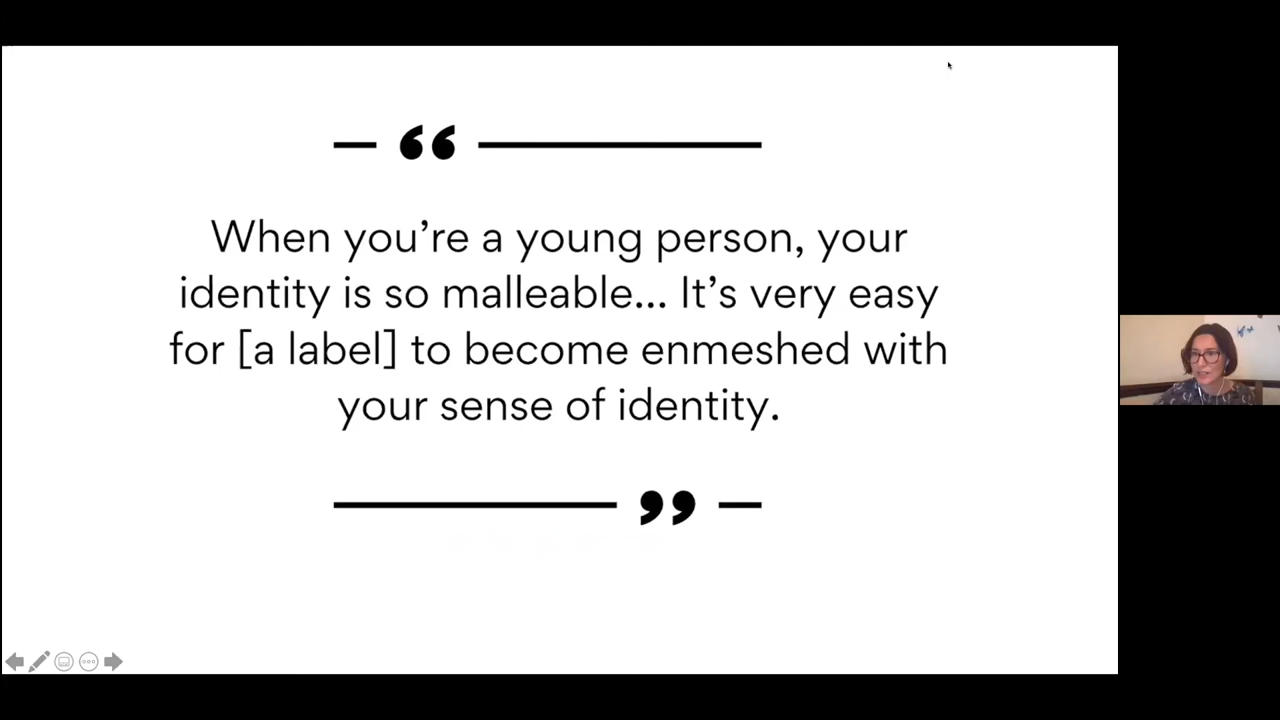 “
When you’re a young person, your
identity is so malleable... It’s very easy
for [a label] to become enmeshed with
your sense of identity.
”